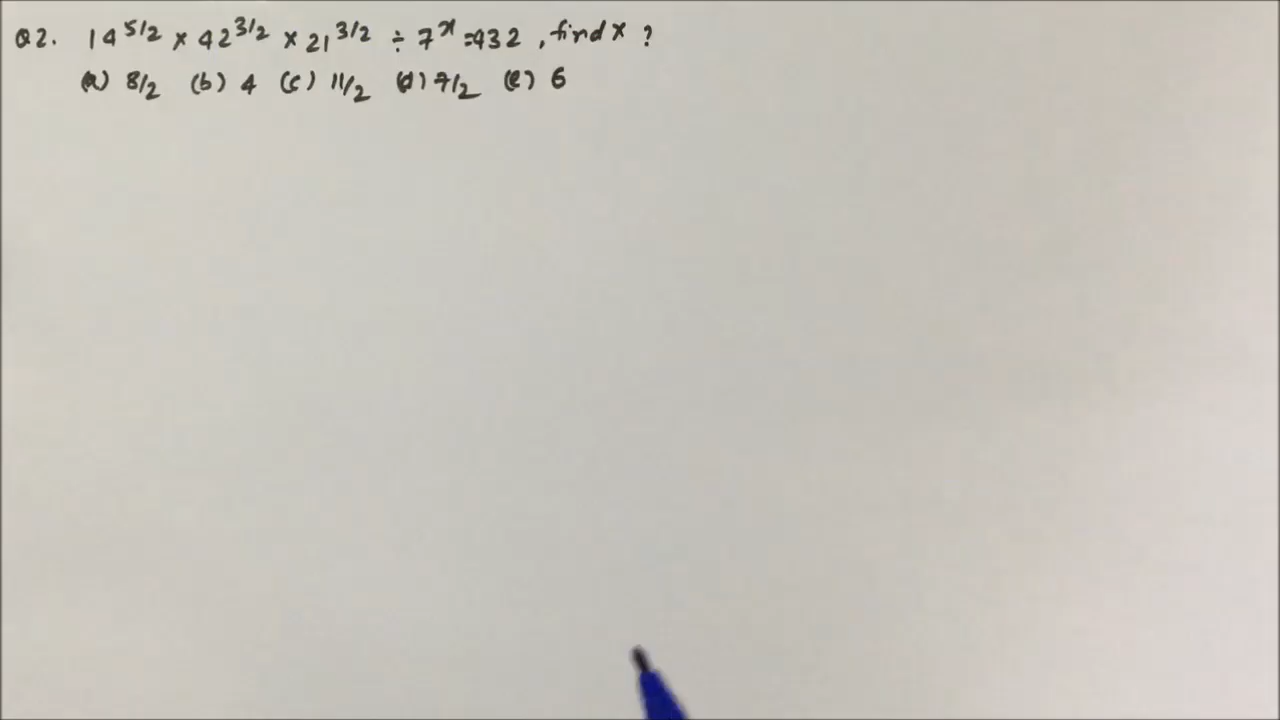 Q2. 14^5/2 × 42^3/2 × 21^3/2 ÷ 7^x =432 , find x ?
(a) 8/2 (b) 4 (c) 11/2 (d) 7/2 (e) 6